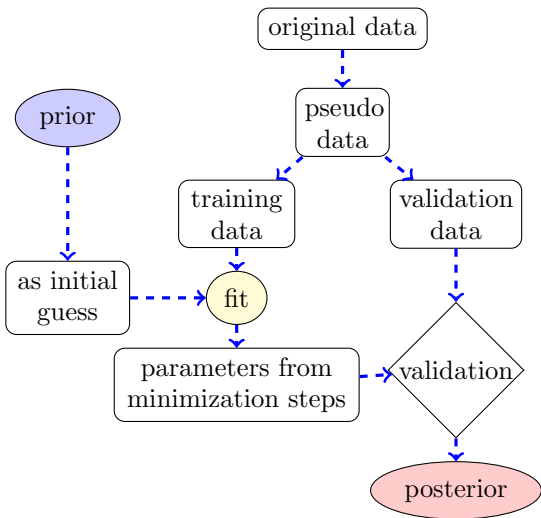 original data
pseudo
data
prior
training
data
validation
data
as initial
guess
fit
parameters from
minimization steps
validation
posterior